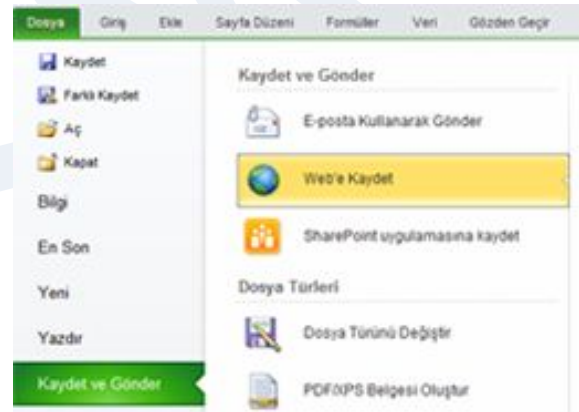 Dosya Giriş Ekle Sayfa Düzeni Formüller Veri Gözden Geçir
Kaydet
Farklı Kaydet
Aç
Kapat
Bilgi
En Son
Yeni
Yazdır
Kaydet ve Gönder
Kaydet ve Gönder
E-posta Kullanarak Gönder
Web'e Kaydet
SharePoint uygulamasına kaydet
Dosya Türleri
Dosya Türünü Değiştir
PDF/XPS Belgesi Oluştur